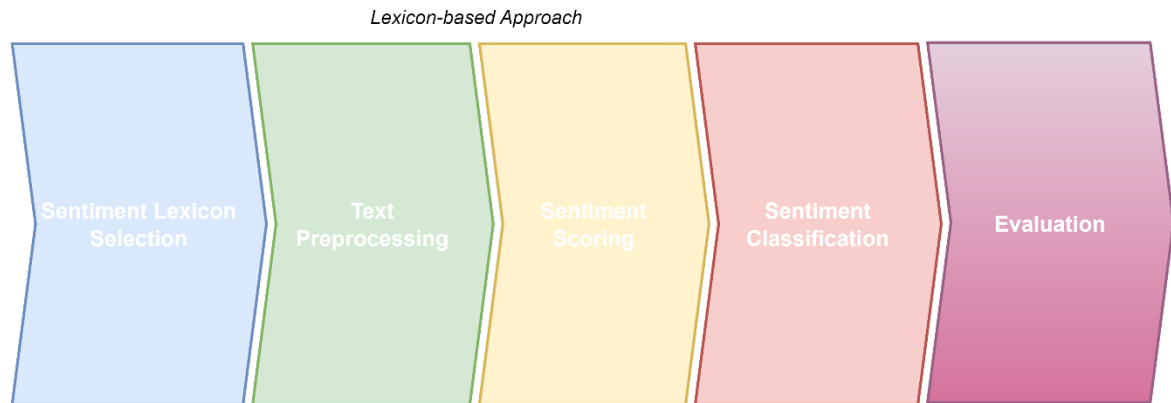 Lexicon-based Approach
Sentiment Lexicon
Selection
Text
Preprocessing
Sentiment
Scoring
Sentiment
Classification
Evaluation